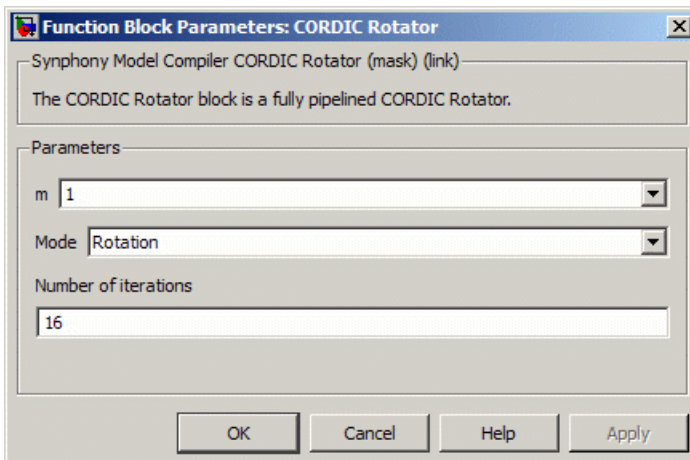 Function Block Parameters: CORDIC Rotator
Synphony Model Compiler CORDIC Rotator (mask) (link)
The CORDIC Rotator block is a fully pipelined CORDIC Rotator.
Parameters
m 1
Mode Rotation
Number of iterations
16
OK Cancel Help Apply